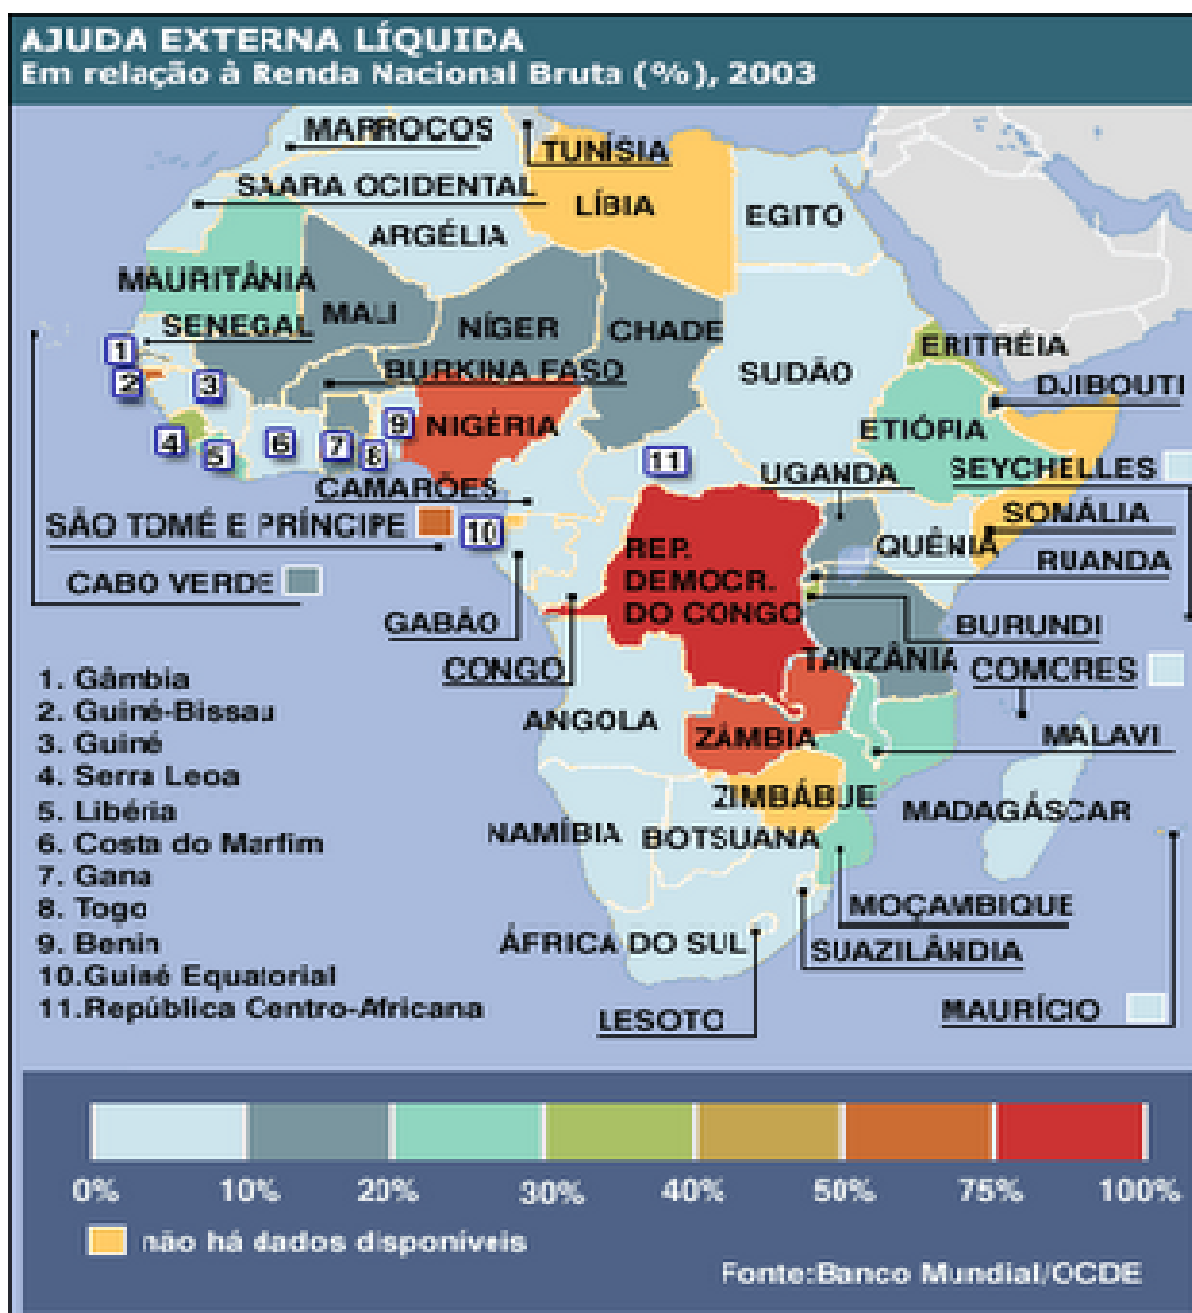 AJUDA EXTERNA LÍQUIDA
Em relação à Renda Nacional Bruta (%), 2003
MARROCOS
TUNÍSIA
SAARA OCIDENTAL
LÍBIA
EGITO
ARGÉLIA
MAURITÂNIA
MALI
SENEGAL
NÍGER
CHADE
ERITRÉIA
1
BURKINA FASO
SUDÃO
2
3
DJIBOUTI
NIGÉRIA
9
ETIÓPIA
4
5
6
7
8
11
UGANDA
SEYCHELLES
CAMARÕES
SÃO TOMÉ E PRÍNCIPE
10
SONÁLIA
REP.
DEMOCR.
DO CONGO
QUÊNIA
RUANDA
CABO VERDE
GABÃO
BURUNDI
CONGO
TANZÂNIA
COMCRES
ANGOLA
ZÂMBIA
MALAVI
ZIMBÁBUE
MADAGÁSCAR
NAMÍBIA
BOTSUANA
MOÇAMBIQUE
ÁFRICA DO SUL
SUAZILÂNDIA
LESOTO
MAURÍCIO
1. Gâmbia
2. Guiné-Bissau
3. Guiné
4. Serra Leoa
5. Libéria
6. Costa do Marfim
7. Gana
8. Togo
9. Benin
10.Guiné Equatorial
11.República Centro-Africana
0% 10% 20% 30% 40% 50% 75% 100%
não há dados disponíveis
Fonte:Banco Mundial/OCDE